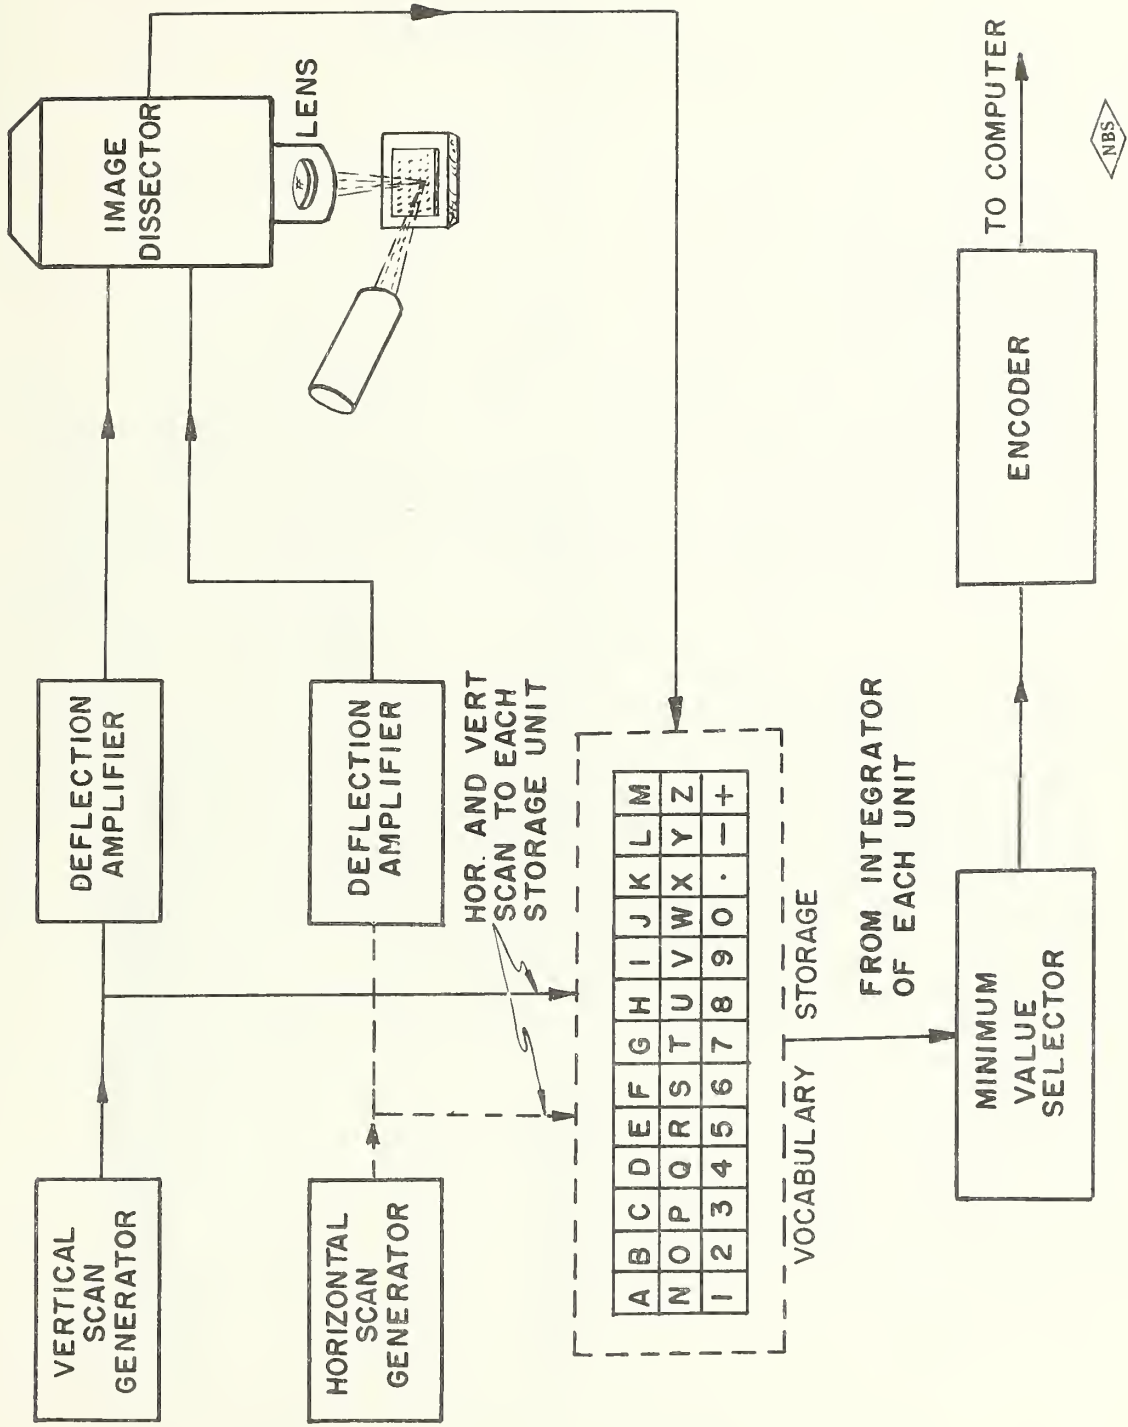 VERTICAL
SCAN
GENERATOR
DEFLECTION
AMPLIFIER
IMAGE
DISSECTOR
LENS
HORIZONTAL
SCAN
GENERATOR
DEFLECTION
AMPLIFIER
HOR. AND VERT
SCAN TO EACH
STORAGE UNIT
A B C D E F G H I J K L M
N O P Q R S T U V W X Y Z
1 2 3 4 5 6 7 8 9 0 . — +
VOCABULARY STORAGE
FROM INTEGRATOR
OF EACH UNIT
MINIMUM
VALUE
SELECTOR
ENCODER
TO COMPUTER
NBS